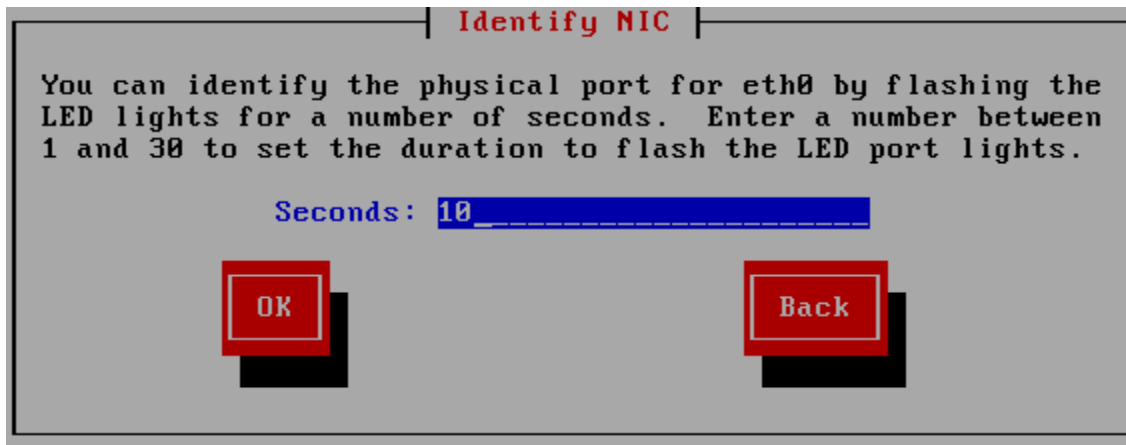 Identify NIC
You can identify the physical port for eth0 by flashing the
LED lights for a number of seconds.  Enter a number between
1 and 30 to set the duration to flash the LED port lights.
Seconds: 10_______________________
OK Back